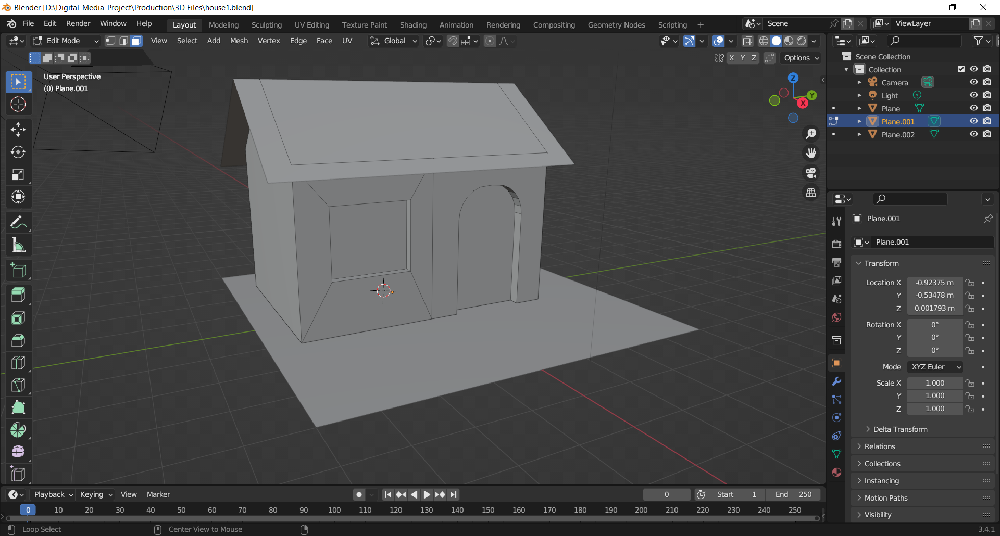 Blender [D:\Digital-Media-Project\Production\3D Files\house1.blend]
File Edit Render Window Help Layout Modeling Sculpting UV Editing Texture Paint Shading Animation Rendering Compositing Geometry Nodes Scripting + Scene ViewLayer
Edit Mode View Select Add Mesh Vertex Edge Face UV Global
X Y Z Options
User Perspective
(0) Plane.001
Z
Y
X
Scene Collection
Collection
Camera
Light
Plane
Plane.001
Plane.002
Plane.001
Plane.001
Transform
Location X -0.92375 m
Y -0.53478 m
Z 0.001793 m
Rotation X 0°
Y 0°
Z 0°
Mode XYZ Euler
Scale X 1.000
Y 1.000
Z 1.000
Delta Transform
Relations
Collections
Instancing
Motion Paths
Visibility
Playback Keying View Marker 0 Start 1 End 250
0 10 20 30 40 50 60 70 80 90 100 110 120 130 140 150 160 170 180 190 200 210 220 230 240 250
Loop Select Center View to Mouse 3.4.1